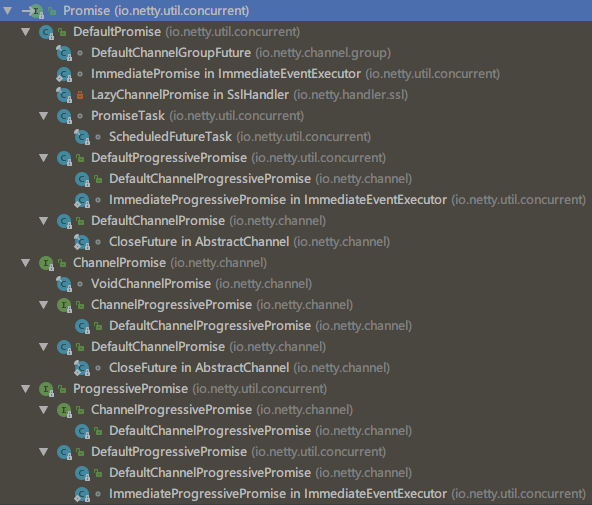 Promise (io.netty.util.concurrent)
DefaultPromise (io.netty.util.concurrent)
DefaultChannelGroupFuture (io.netty.channel.group)
ImmediatePromise in ImmediateEventExecutor (io.netty.util.concurrent)
LazyChannelPromise in SslHandler (io.netty.handler.ssl)
PromiseTask (io.netty.util.concurrent)
ScheduledFutureTask (io.netty.util.concurrent)
DefaultProgressivePromise (io.netty.util.concurrent)
DefaultChannelProgressivePromise (io.netty.channel)
ImmediateProgressivePromise in ImmediateEventExecutor (io.netty.util.concurrent)
DefaultChannelPromise (io.netty.channel)
CloseFuture in AbstractChannel (io.netty.channel)
ChannelPromise (io.netty.channel)
VoidChannelPromise (io.netty.channel)
ChannelProgressivePromise (io.netty.channel)
DefaultChannelProgressivePromise (io.netty.channel)
DefaultChannelPromise (io.netty.channel)
CloseFuture in AbstractChannel (io.netty.channel)
ProgressivePromise (io.netty.util.concurrent)
ChannelProgressivePromise (io.netty.channel)
DefaultChannelProgressivePromise (io.netty.channel)
DefaultProgressivePromise (io.netty.util.concurrent)
DefaultChannelProgressivePromise (io.netty.channel)
ImmediateProgressivePromise in ImmediateEventExecutor (io.netty.util.concurrent)